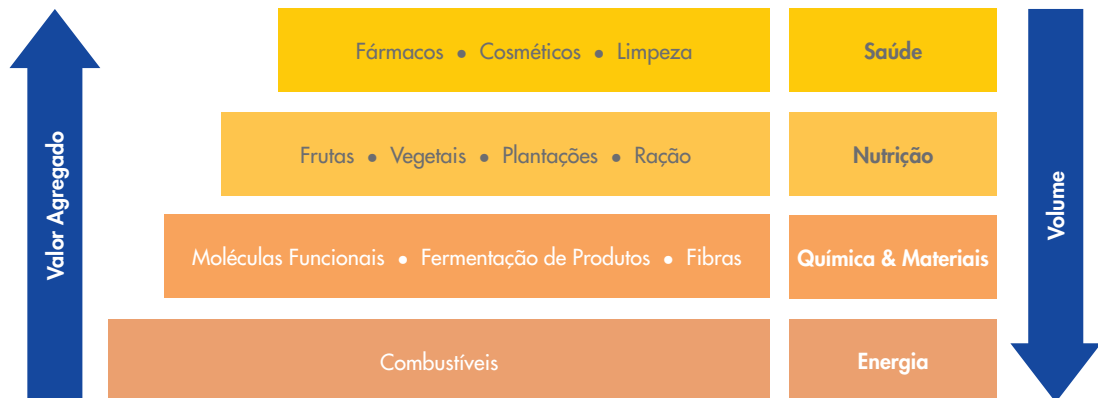 Fármacos • Cosméticos • Limpeza
Saúde
Frutas • Vegetais • Plantações • Ração
Nutrição
Moléculas Funcionais • Fermentação de Produtos • Fibras
Química & Materiais
Combustíveis
Energia
Valor Agregado
Volume